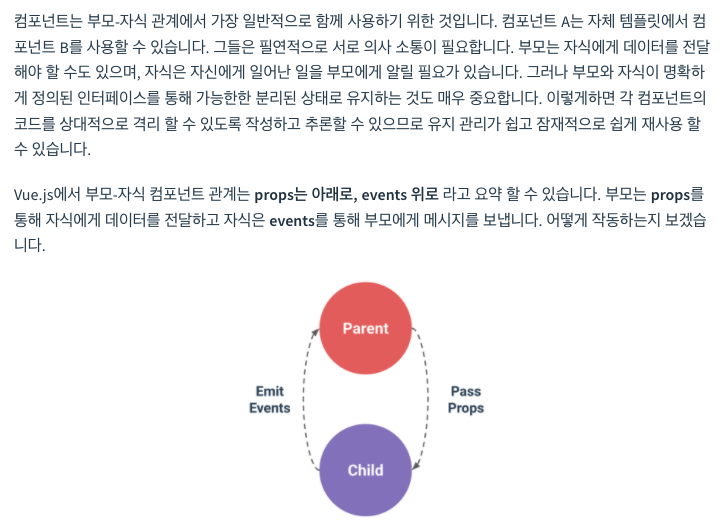 컴포넌트는 부모-자식 관계에서 가장 일반적으로 함께 사용하기 위한 것입니다. 컴포넌트 A는 자체 템플릿에서 컴
포넌트 B를 사용할 수 있습니다. 그들은 필연적으로 서로 의사 소통이 필요합니다. 부모는 자식에게 데이터를 전달
해야 할 수도 있으며, 자식은 자신에게 일어난 일을 부모에게 알릴 필요가 있습니다. 그러나 부모와 자식이 명확하
게 정의된 인터페이스를 통해 가능한한 분리된 상태로 유지하는 것도 매우 중요합니다. 이렇게하면 각 컴포넌트의
코드를 상대적으로 격리 할 수 있도록 작성하고 추론할 수 있으므로 유지 관리가 쉽고 잠재적으로 쉽게 재사용 할
수 있습니다.
Vue.js에서 부모-자식 컴포넌트 관계는 props는 아래로, events 위로 라고 요약 할 수 있습니다. 부모는 props를
통해 자식에게 데이터를 전달하고 자식은 events를 통해 부모에게 메시지를 보냅니다. 어떻게 작동하는지 보겠습
니다.
Parent
Emit
Events
Pass
Props
Child